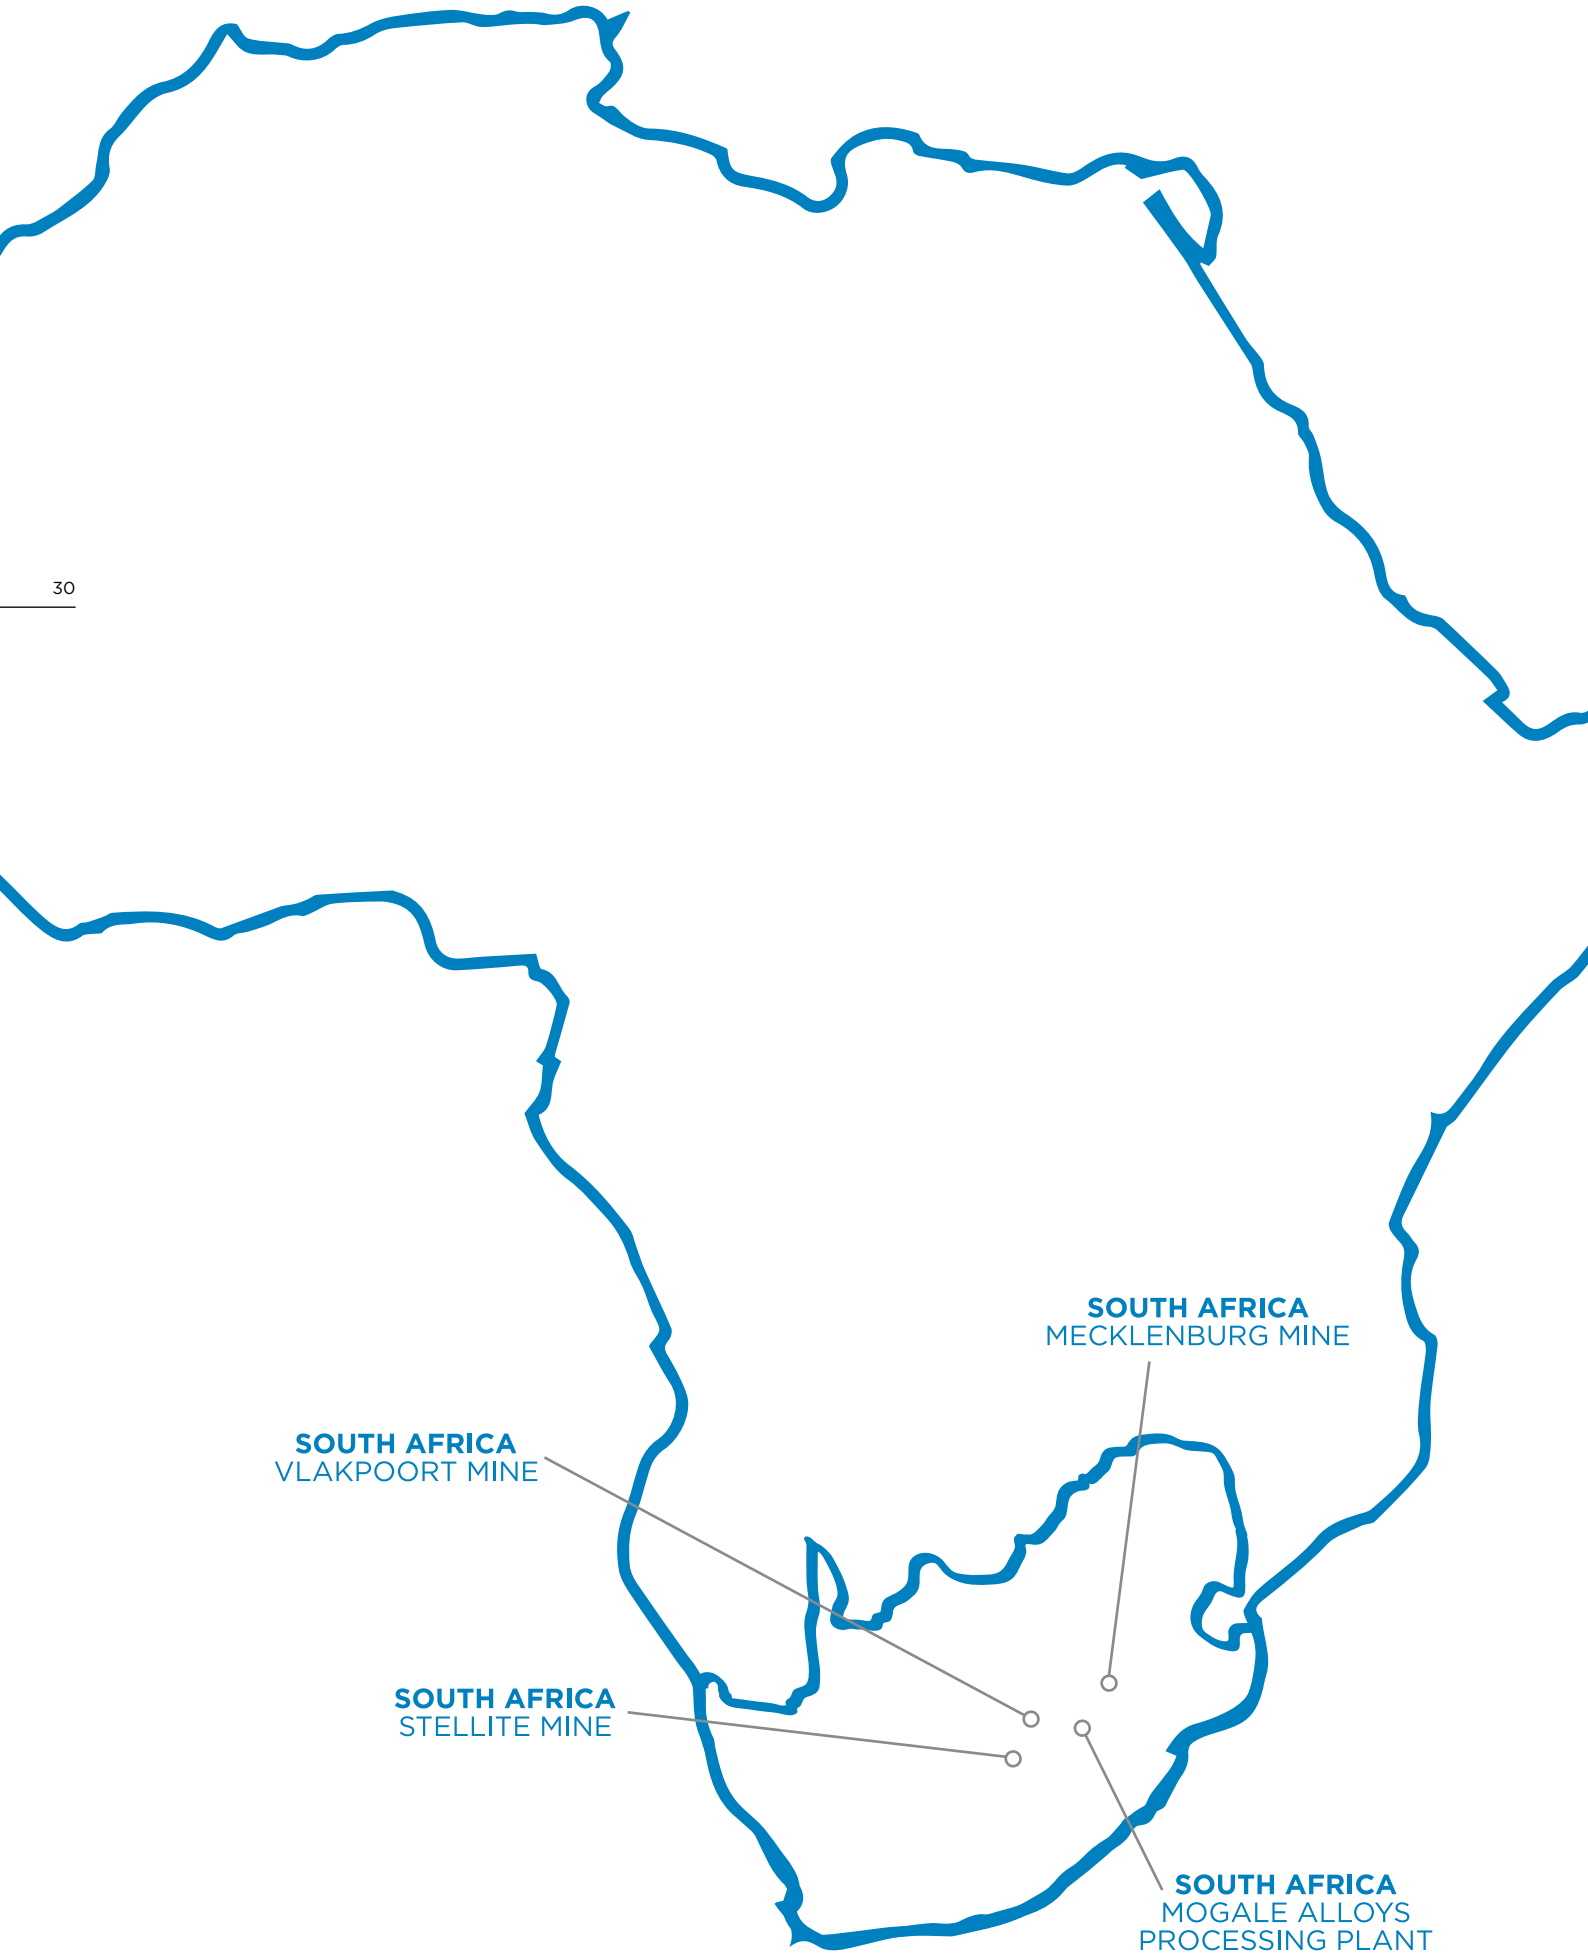 30
SOUTH AFRICA
MECKLENBURG MINE
SOUTH AFRICA
VLAKPOORT MINE
SOUTH AFRICA
STELLITE MINE
SOUTH AFRICA
MOGALE ALLOYS
PROCESSING PLANT